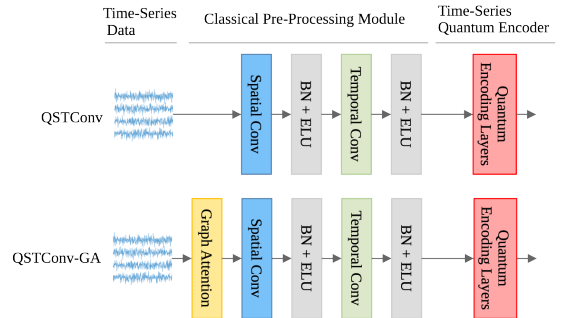 Time-Series
Data
Classical Pre-Processing Module
Time-Series
Quantum Encoder
QSTConv
Spatial Conv
BN + ELU
Temporal Conv
BN + ELU
Quantum
Encoding Layers
QSTConv-GA
Graph Attention
Spatial Conv
BN + ELU
Temporal Conv
BN + ELU
Quantum
Encoding Layers